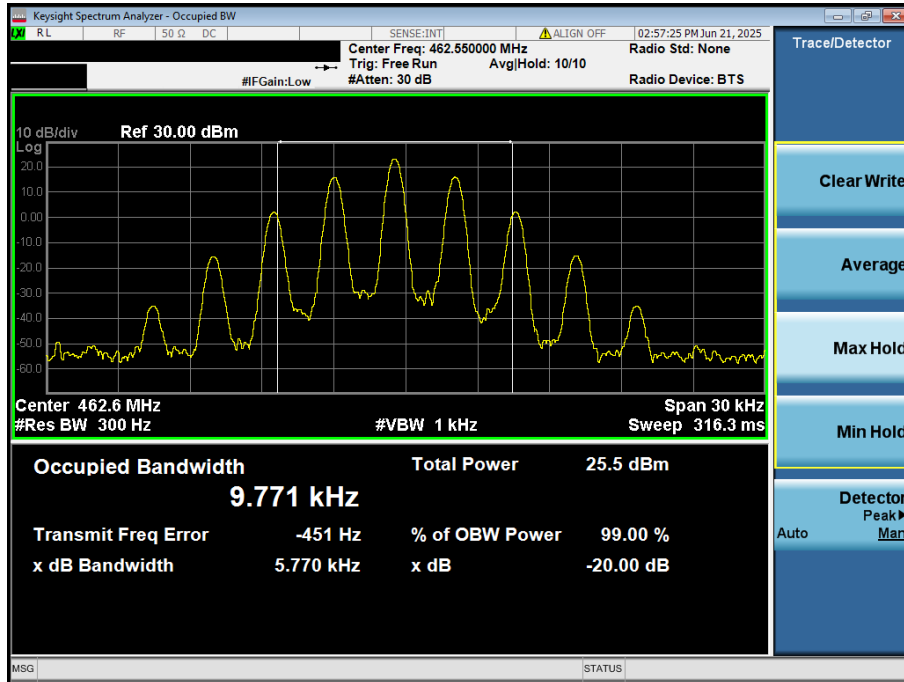 Keysight Spectrum Analyzer - Occupied BW
LXI RL RF 50 Ω DC SENSE:INT ALIGN OFF 02:57:25 PM Jun 21, 2025
Center Freq: 462.550000 MHz Radio Std: None
Trig: Free Run Avg|Hold: 10/10
#IFGain:Low #Atten: 30 dB Radio Device: BTS
Trace/Detector
10 dB/div Ref 30.00 dBm
Log
20.0
10.0
0.00
-10.0
-20.0
-30.0
-40.0
-50.0
-60.0
Center 462.6 MHz Span 30 kHz
#Res BW 300 Hz #VBW 1 kHz Sweep 316.3 ms
Occupied Bandwidth Total Power 25.5 dBm
9.771 kHz
Transmit Freq Error -451 Hz % of OBW Power 99.00 %
x dB Bandwidth 5.770 kHz x dB -20.00 dB
Clear Write
Average
Max Hold
Min Hold
Detector
Peak
Auto Man
MSG STATUS